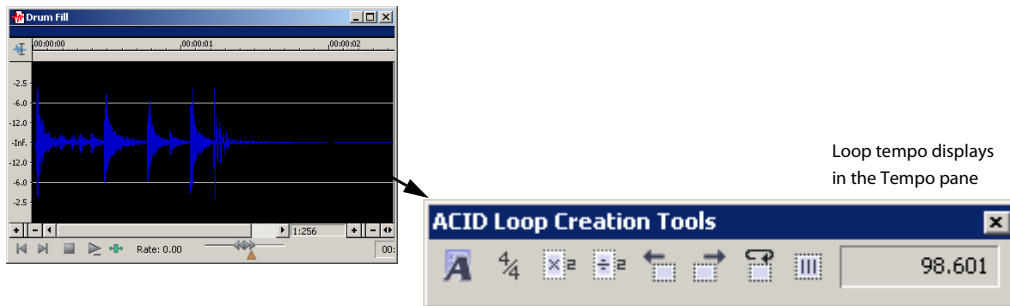 Drum Fill
00:00:00 00:00:01 00:00:02
-2.5
-6.0
-12.0
-Inf.
-12.0
-6.0
-2.5
1:256
Rate: 0.00
00:
Loop tempo displays
in the Tempo pane
ACID Loop Creation Tools
A 4/4 ×2 ÷2 98.601